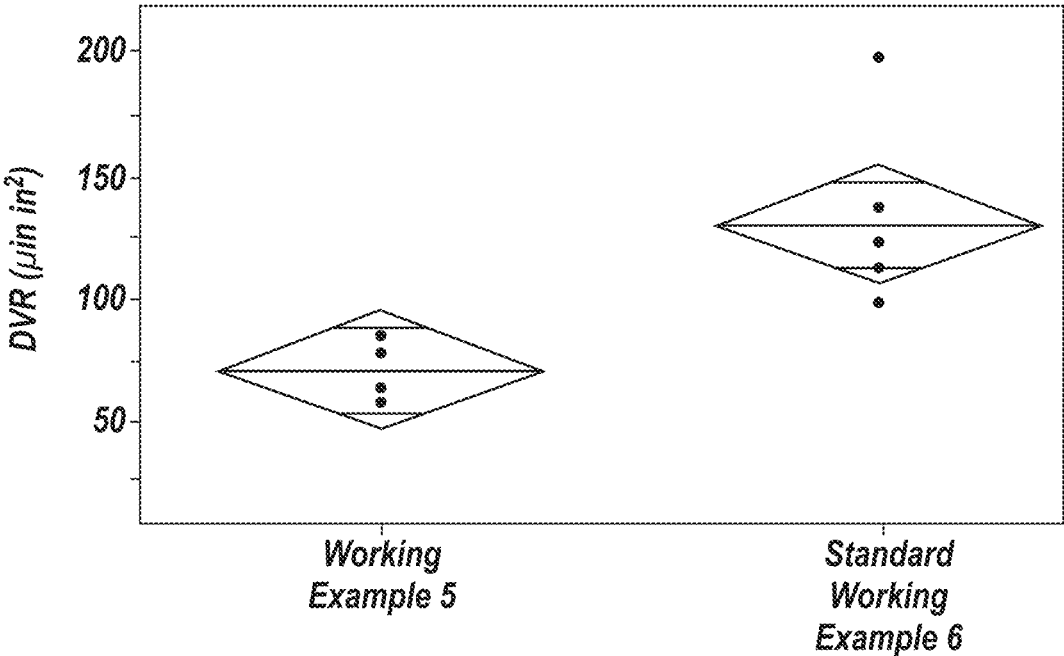 200
150
100
50
DVR (µin in²)
Working
Example 5
Standard
Working
Example 6